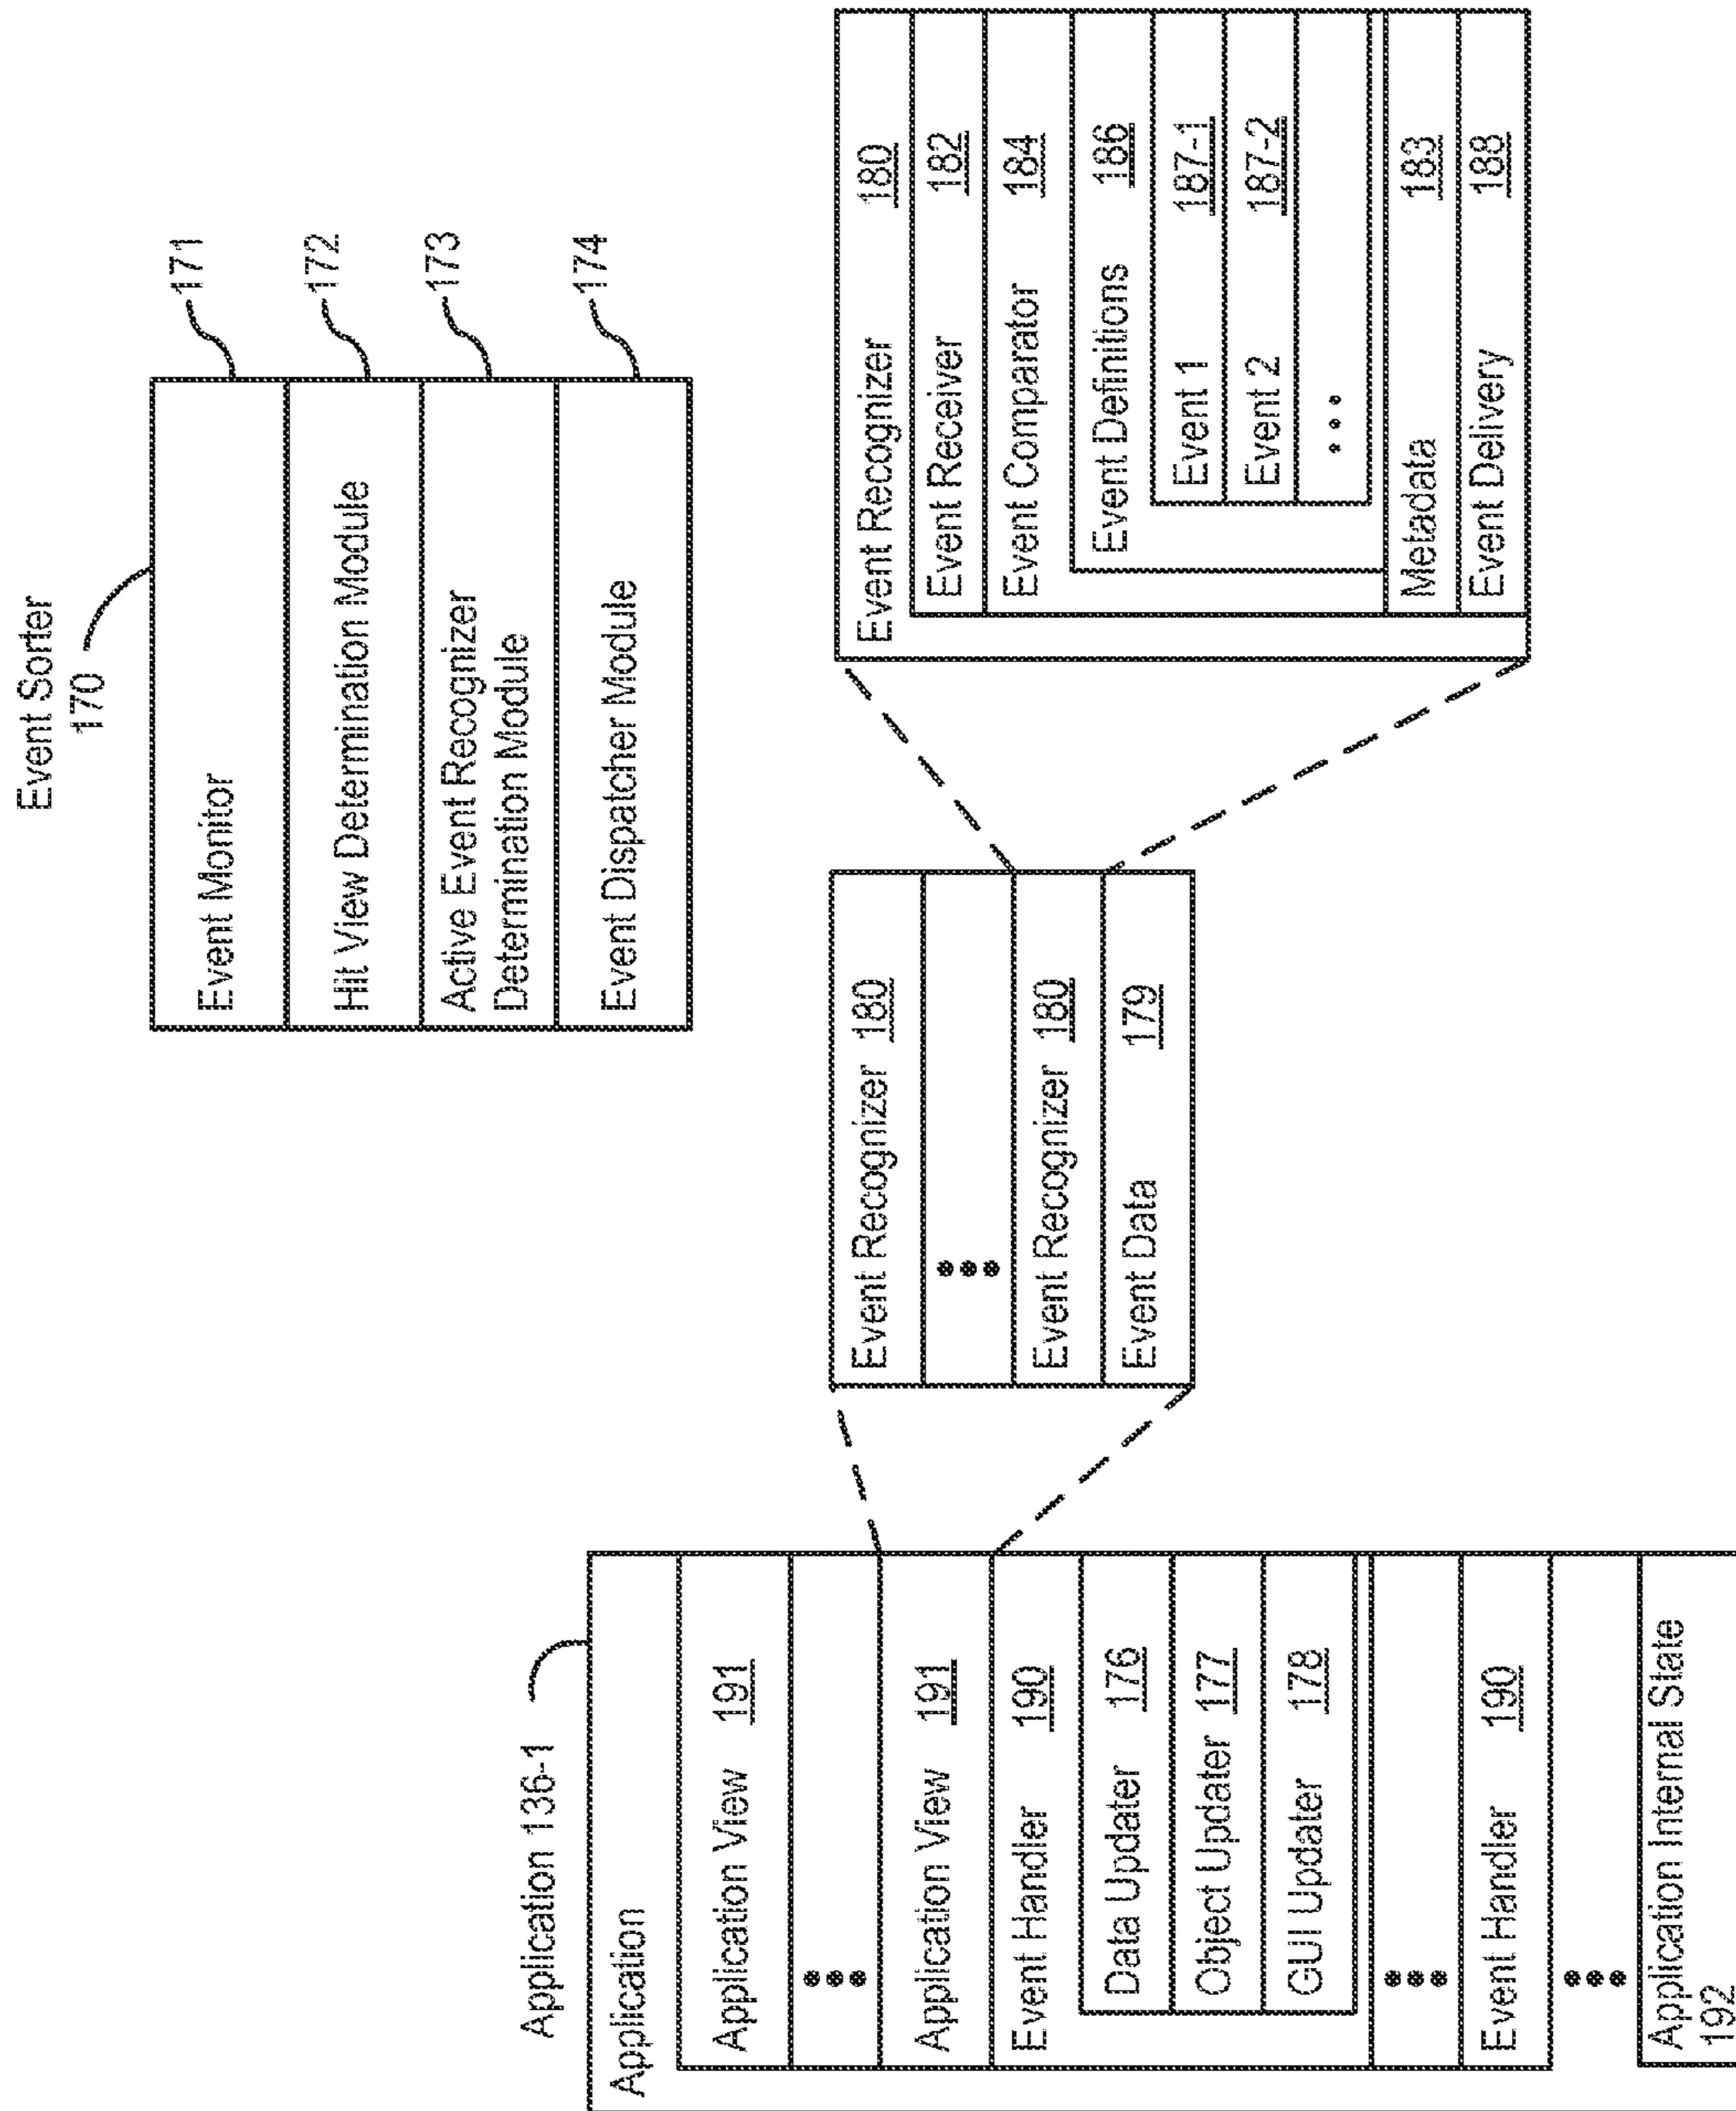 Event Sorter
170
Event Monitor
171
Hit View Determination Module
172
Active Event Recognizer
Determination Module
173
Event Dispatcher Module
174
Application 136-1
Application
Application View 191
•••
Application View 191
Event Handler 190
Data Updater 176
Object Updater 177
GUI Updater 178
•••
Event Handler 190
•••
Application Internal State
192
Event Recognizer 180
•••
Event Recognizer 180
Event Data 179
Event Recognizer 180
Event Receiver 182
Event Comparator 184
Event Definitions 186
Event 1 187-1
Event 2 187-2
•••
Metadata 183
Event Delivery 188